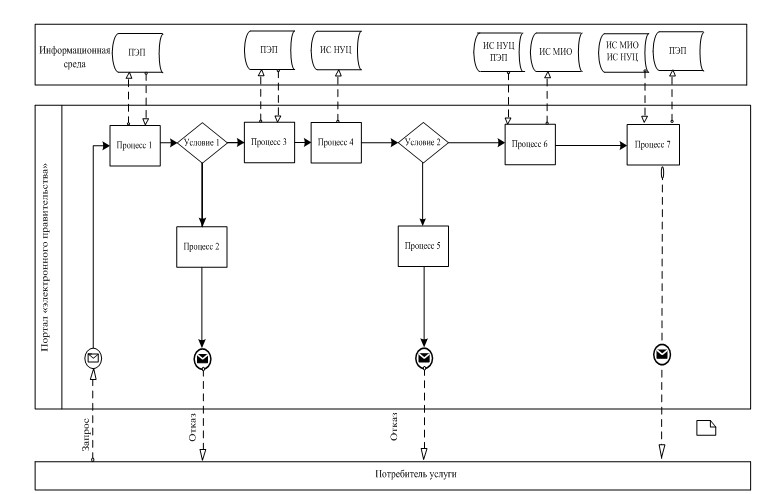 Информационная
среда
ПЭП
ПЭП
ИС НУЦ
ИС НУЦ
ПЭП
ИС МИО
ИС МИО
ИС НУЦ
ПЭП
Портал «электронного правительства»
Процесс 1
Условие 1
Процесс 3
Процесс 4
Условие 2
Процесс 6
Процесс 7
Процесс 2
Процесс 5
Запрос
Отказ
Отказ
Потребитель услуги